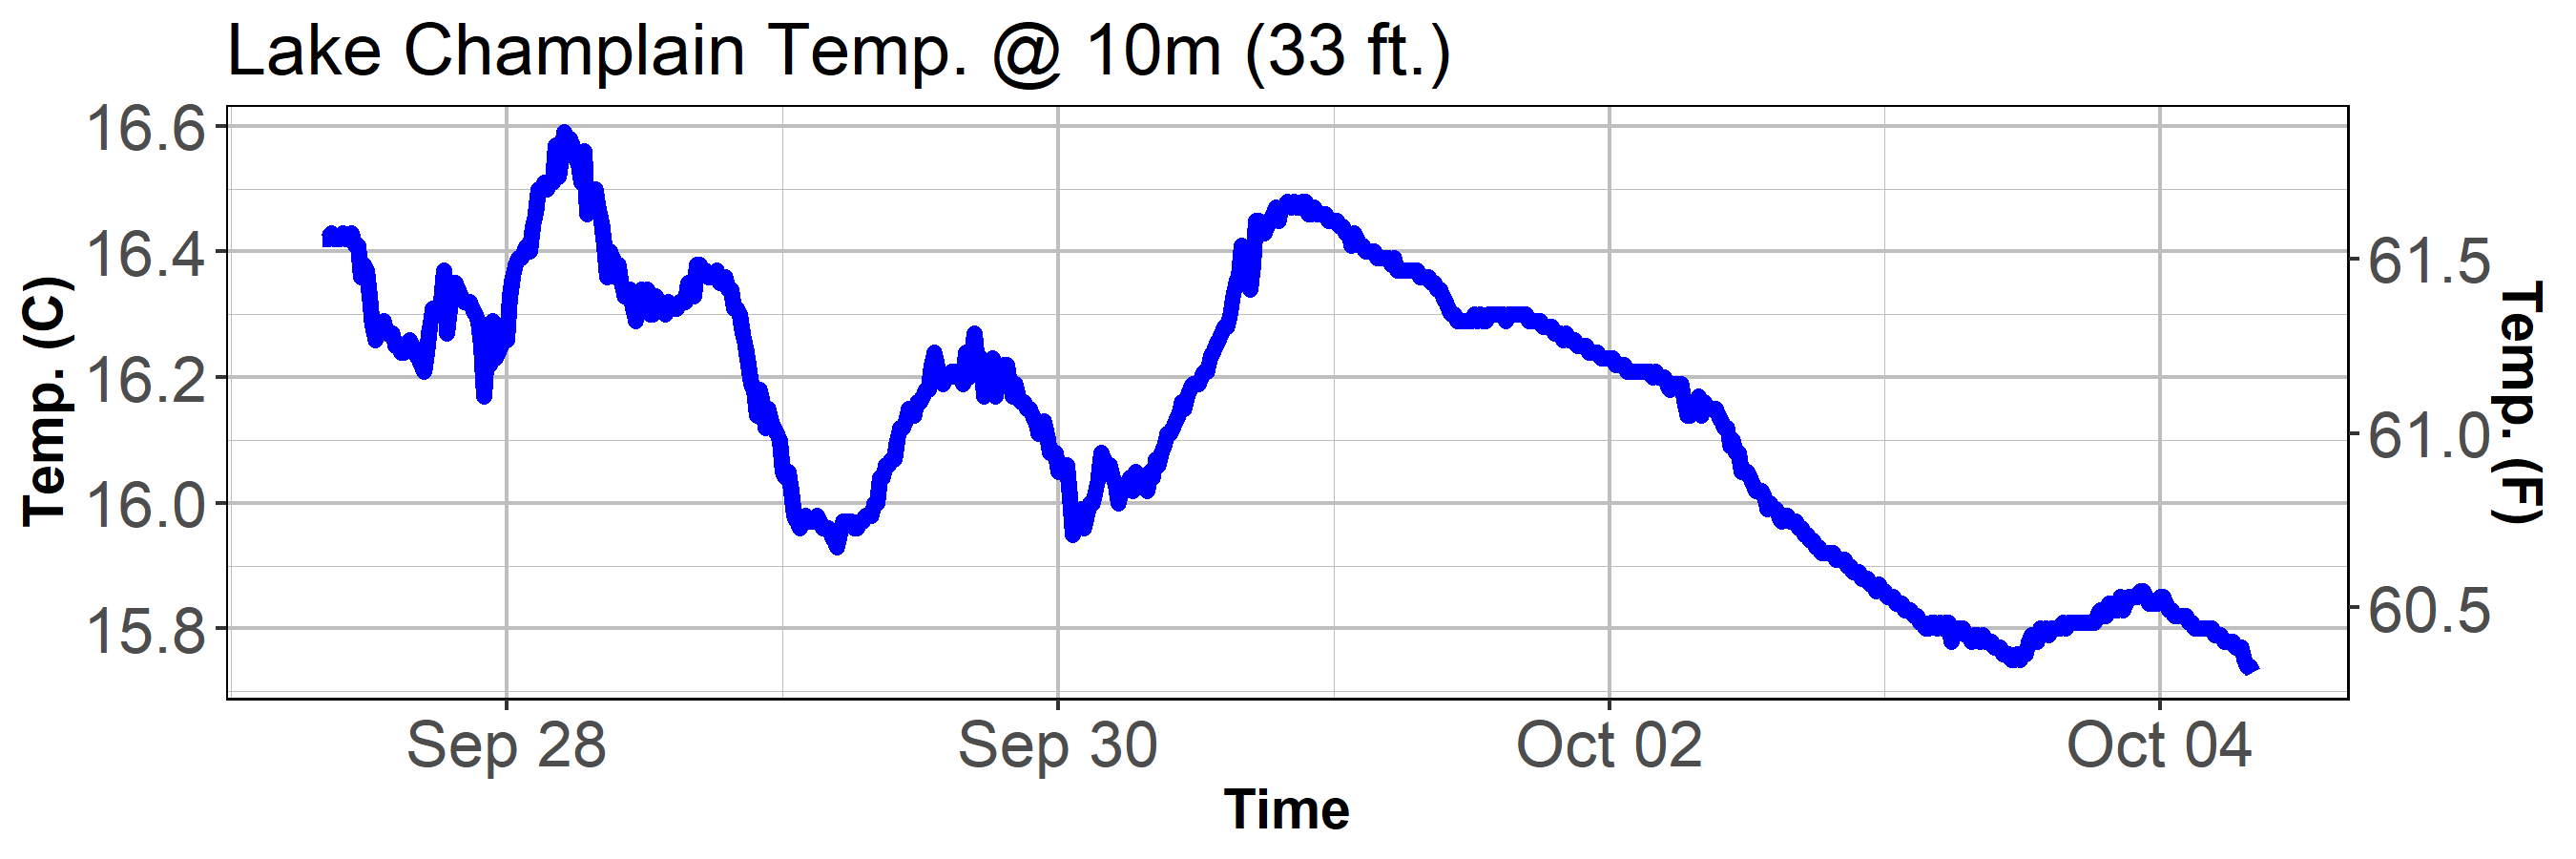 Lake Champlain Temp. @ 10m (33 ft.)
16.6
16.4
16.2
16.0
15.8
Temp. (C)
61.5
61.0
60.5
Temp. (F)
Sep 28 Sep 30 Oct 02 Oct 04
Time